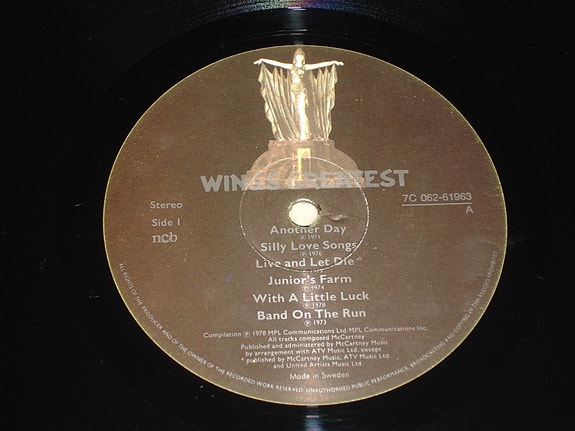 WINGS GREATEST
7C 062-61963
A
Stereo
Side 1
ncb
Another Day
Silly Love Songs
℗ 1976
Live and Let Die *
Junior's Farm
℗ 1974
With A Little Luck
℗ 1978
Band On The Run
℗ 1973
Compilation ℗ 1978 MPL Communications Ltd MPL Communications Inc.
All tracks composed McCartney
Published and administered by McCartney Music
by arrangement with ATV Music Ltd. except
* published by McCartney Music Ltd.
and United Artists Music Ltd.
Made in Sweden
ALL RIGHTS OF THE PRODUCER AND OF THE OWNER OF THE RECORDED WORK RESERVED. UNAUTHORISED PUBLIC PERFORMANCE, BROADCASTING AND COPYING OF THIS RECORD PROHIBITED